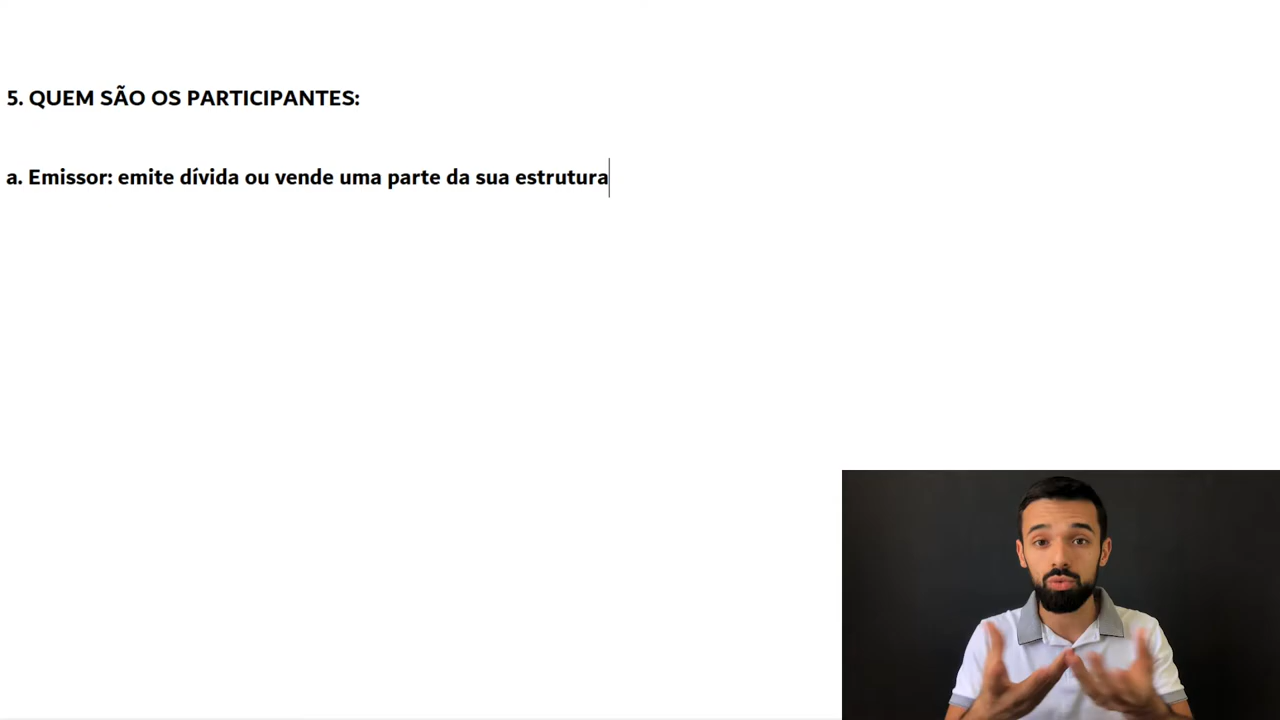 5. QUEM SÃO OS PARTICIPANTES:
a. Emissor: emite dívida ou vende uma parte da sua estrutura